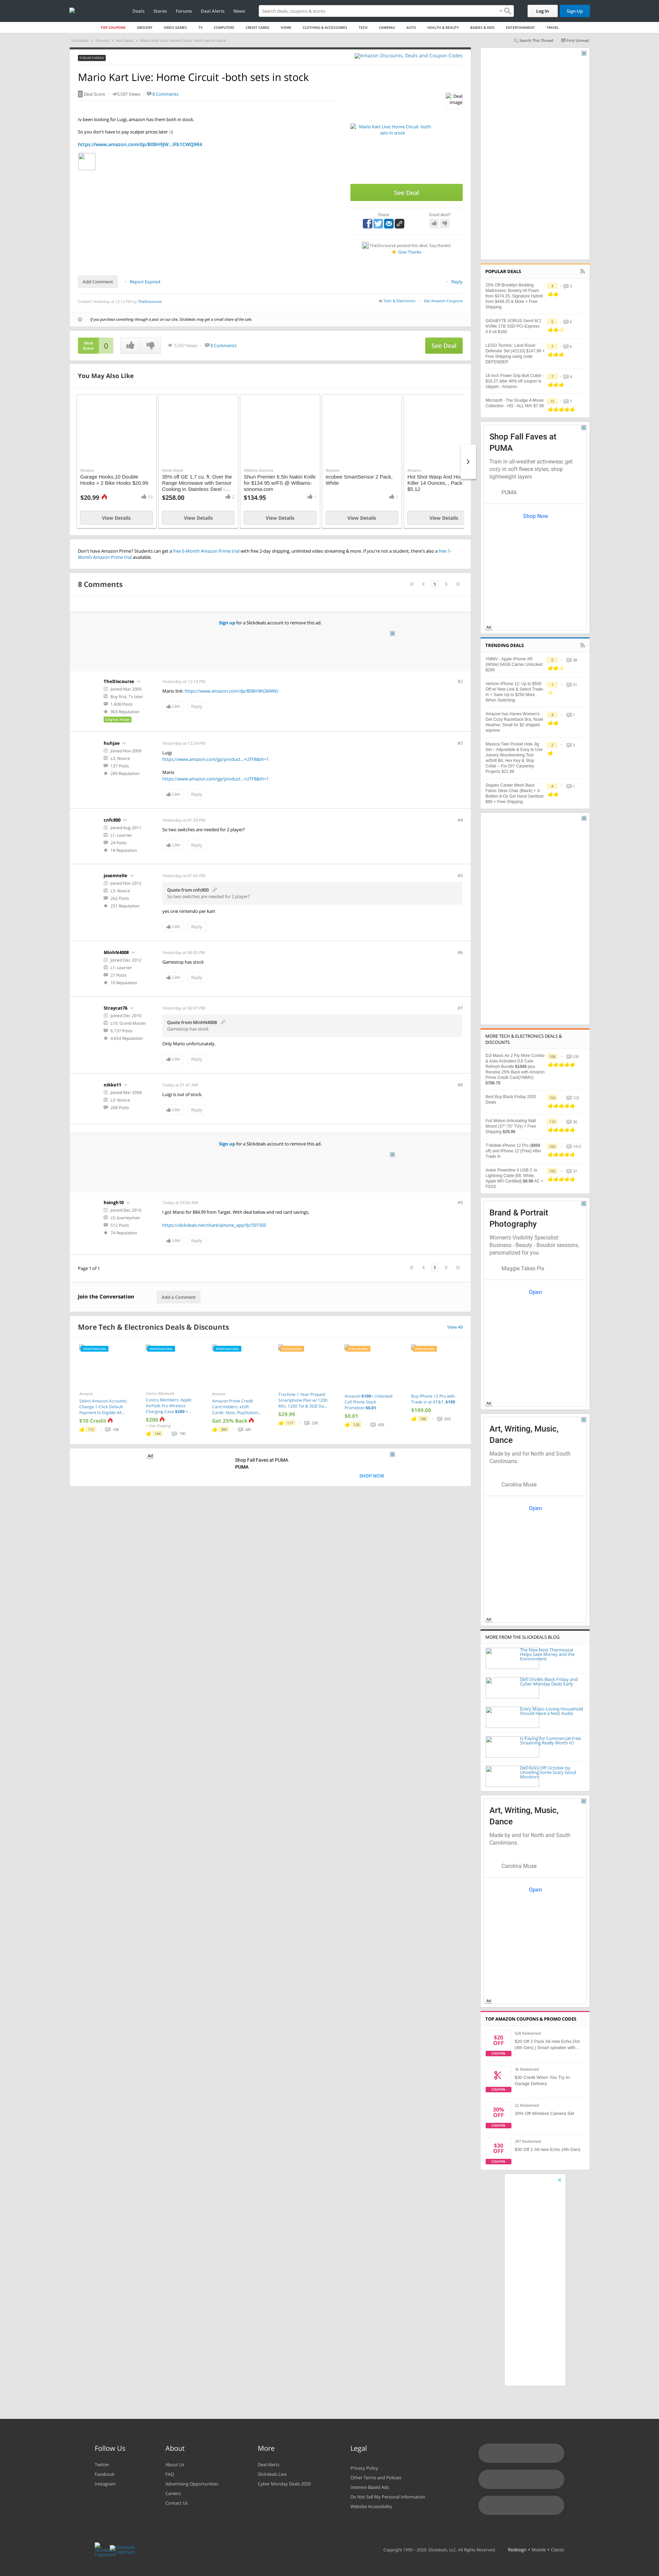 Deals Stores Forums Deal Alerts News
Search deals, coupons & stores
Log In Sign Up
TOP COUPONS GROCERY VIDEO GAMES TV COMPUTERS CREDIT CARDS HOME CLOTHING & ACCESSORIES TECH CAMERAS AUTO HEALTH & BEAUTY BABIES & KIDS ENTERTAINMENT TRAVEL
Search This Thread First Unread
FORUM THREAD
Amazon Discounts, Deals and Coupon Codes
Mario Kart Live: Home Circuit -both sets in stock
Deal Score 5,597 Views 8 Comments
Deal Image
Iv been looking for Luigi, amazon has them both in stock.
So you don't have to pay scalper prices later :-)
https://www.amazon.com/dp/B08H9JW...IFb1CWQ9R4
Mario Kart Live: Home Circuit -both sets in stock
See Deal
Share Good deal?
TheDiscourse posted this deal. Say thanks!
Give Thanks
Add Comment Report Expired Reply
Created Yesterday at 12:13 PM by TheDiscourse
in Tech & Electronics Get Amazon Coupons
If you purchase something through a post on our site, Slickdeals may get a small share of the sale.
Deal Score 0 5,597 Views 8 Comments See Deal
You May Also Like
Amazon
Garage Hooks,10 Double Hooks + 2 Bike Hooks $20.99
$20.99
View Details
Home Depot
35% off GE 1.7 cu. ft. Over the Range Microwave with Sensor Cooking in Stainless Steel -...
$258.00
View Details
Williams-Sonoma
Shun Premier 6.5in Nakiri Knife for $134.95 w/FS @ Williams-sonoma.com
$134.95
View Details
Amazon
ecobee SmartSensor 2 Pack, White
View Details
Amazon
Hot Shot Wasp And Ho
Killer 14 Ounces, , Pack
$5.12
View Details
Don't have Amazon Prime? Students can get a free 6-Month Amazon Prime trial with free 2-day shipping, unlimited video streaming & more. If you're not a student, there's also a free 1-Month Amazon Prime trial available.
8 Comments
1
Sign up for a Slickdeals account to remove this ad.
TheDiscourse
Joined Mar 2005
Buy first, ?'s later
1,608 Posts
903 Reputation
Original Poster
Yesterday at 12:19 PM #2
Mario link: https://www.amazon.com/dp/B08H9KGMWK/
Like Reply
huhjae
Joined Nov 2009
L3: Novice
137 Posts
289 Reputation
Yesterday at 12:24 PM #3
Luigi
https://www.amazon.com/gp/product...=UTF8&th=1
Mario
https://www.amazon.com/gp/product...=UTF8&th=1
Like Reply
cnfc800
Joined Aug 2011
L1: Learner
24 Posts
18 Reputation
Yesterday at 01:39 PM #4
So two switches are needed for 2 player?
Like Reply
josemtelle
Joined Nov 2012
L3: Novice
262 Posts
231 Reputation
Yesterday at 01:45 PM #5
Quote from cnfc800
So two switches are needed for 2 player?
yes one nintendo per kart
Like Reply
MinhN4008
Joined Dec 2012
L1: Learner
21 Posts
10 Reputation
Yesterday at 06:05 PM #6
Gamestop has stock
Like Reply
Straycat76
Joined Dec 2010
L10: Grand Master
6,137 Posts
4,634 Reputation
Yesterday at 06:07 PM #7
Quote from MinhN4008
Gamestop has stock
Only Mario unfortunately.
Like Reply
nikko11
Joined Mar 2008
L3: Novice
268 Posts
Today at 01:47 AM #8
Luigi is out of stock.
Like Reply
Sign up for a Slickdeals account to remove this ad.
hsingh10
Joined Dec 2010
L5: Journeyman
512 Posts
74 Reputation
Today at 03:04 AM #9
I got Mario for $84.99 from Target. With deal below and red card savings,
https://slickdeals.net/share/iphone_app/fp/507350
Like Reply
Page 1 of 1 1
Join the Conversation Add a Comment
More Tech & Electronics Deals & Discounts View All
Amazon
Select Amazon Accounts: Change 1-Click Default Payment to Eligible AE...
$10 Credit
Costco Wholesale
Costco Members: Apple AirPods Pro Wireless Charging Case $200 +...
$200
+ Free Shipping
Amazon
Amazon Prime Credit Card Holders: eGift Cards: Xbox, Playstation...
Get 25% Back
Tracfone 1-Year Prepaid Smartphone Plan w/ 1200 Min, 1200 Txt & 3GB Da...
$29.99
Amazon $100+ Unlocked Cell Phone Stack Promotion $0.01
$0.01
Buy iPhone 12 Pro with Trade in at AT&T, $199
$199.00
Ad
Shop Fall Faves at PUMA
PUMA
SHOP NOW
POPULAR DEALS
25% Off Brooklyn Bedding Mattresses: Bowery All Foam from $374.25, Signature Hybrid from $449.25 & More + Free Shipping
GIGABYTE AORUS Gen4 M.2 NVMe 1TB SSD PCI-Express 4.0 x4 $150
LEGO Technic: Land Rover Defender Set (42110) $147.99 + Free Shipping using code: DEFENDER
18 Inch Power Grip Bolt Cutter - $16.27 after 40% off coupon is clipped - Amazon
Microsoft - The Grudge 4-Movie Collection - HD - ALL MA! $7.99
Shop Fall Faves at PUMA
Train in all-weather activewear, get cozy in soft fleece styles, shop lightweight layers
PUMA
Shop Now
Ad
TRENDING DEALS
YMMV - Apple iPhone XR (White) 64GB Carrier Unlocked $399
Verizon iPhone 12: Up to $550 Off w/ New Line & Select Trade-In + Save Up to $250 More When Switching
Amazon has Hanes Women's Get Cozy Racerback Bra, Nude Heather, Small for $2 shipped anytime
Mazoca Twin Pocket Hole Jig Set – Adjustable & Easy to Use Joinery Woodworking Tool w/Drill Bit, Hex Key & Stop Collar – For DIY Carpentry Projects $21.99
Staples Carder Mesh Back Fabric Desk Chair (Black) + 3-Bottles 8-Oz Gel Hand Sanitizer $90 + Free Shipping
MORE TECH & ELECTRONICS DEALS & DISCOUNTS
DJI Mavic Air 2 Fly More Combo & Auto-Activated DJI Care Refresh Bundle $1049 plus Receive 25% Back with Amazon Prime Credit Card(YMMV) $786.75
Best Buy Black Friday 2020 Deals
Full Motion Articulating Wall Mount (37"-75" TVs) + Free Shipping $29.99
T-Mobile iPhone 12 Pro ($850 off) and iPhone 12 (Free) After Trade In
Anker Powerline II USB C to Lightning Cable [6ft. White, Apple MFi Certified] $9.99 AC + FSSS
Brand & Portrait Photography
Women's Visibility Specialist Business - Beauty - Boudoir sessions, personalized for you
Maggie Takes Pix
Open
Ad
Art, Writing, Music, Dance
Made by and for North and South Carolinians.
Carolina Muse
Open
Ad
MORE FROM THE SLICKDEALS BLOG
The New Nest Thermostat Helps Save Money and the Environment
Dell Unveils Black Friday and Cyber Monday Deals Early
Every Music-Loving Household Should Have a Nest Audio
Is Paying for Commercial-Free Streaming Really Worth It?
Dell Kicks Off October by Unveiling Some Scary Good Monitors
Art, Writing, Music, Dance
Made by and for North and South Carolinians.
Carolina Muse
Open
Ad
TOP AMAZON COUPONS & PROMO CODES
$20 OFF COUPON
$20 Off 2 Pack All-new Echo Dot (4th Gen) | Smart speaker with...
COUPON
$30 Credit When You Try In-Garage Delivery
30% OFF COUPON
22 Redeemed
30% Off Wireless Camera Set
$30 OFF COUPON
$30 Off 2 All-new Echo (4th Gen)
Follow Us
Twitter
Facebook
Instagram
About
About Us
FAQ
Advertising Opportunities
Careers
Contact Us
More
Deal Alerts
Slickdeals Live
Cyber Monday Deals 2020
Legal
Privacy Policy
Other Terms and Policies
Interest-Based Ads
Do Not Sell My Personal Information
Website Accessibility
Copyright 1999 - 2020. Slickdeals, LLC. All Rights Reserved.
Redesign • Mobile • Classic